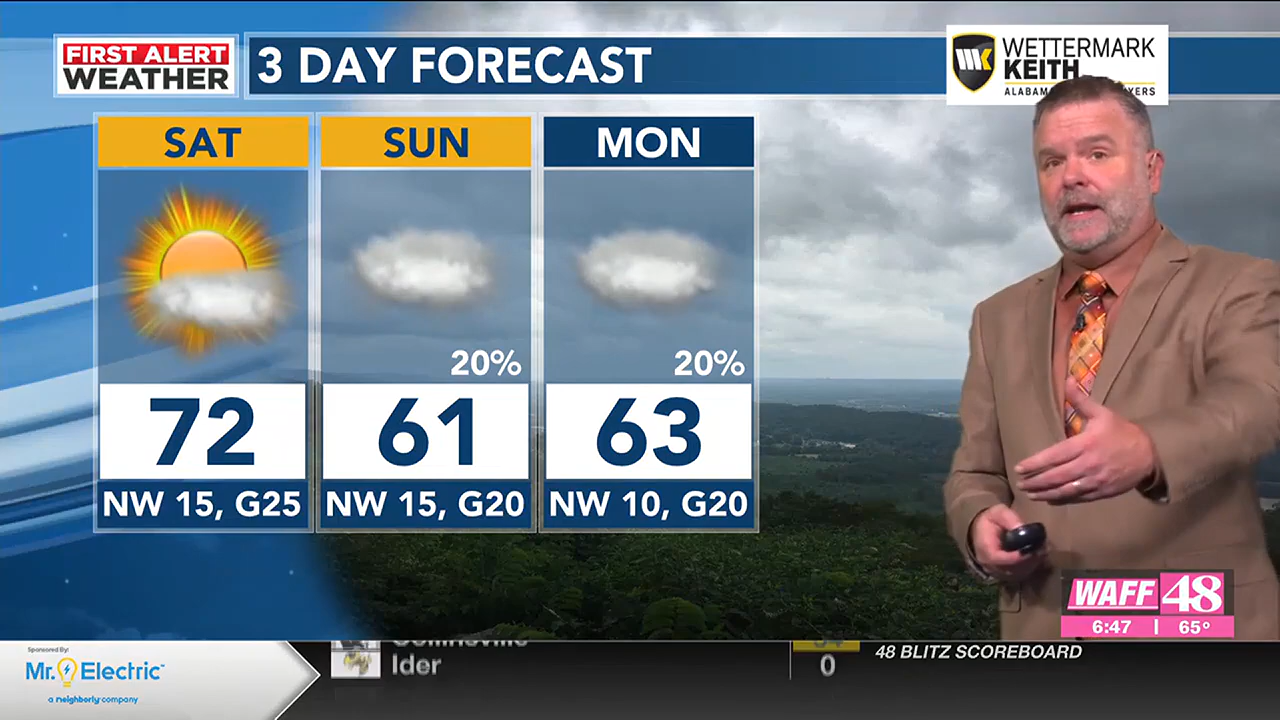 FIRST ALERT
WEATHER
3 DAY FORECAST
WETTERMARK
KEITH
SAT
SUN
MON
20%
20%
72
61
63
NW 15, G25
NW 15, G20
NW 10, G20
WAFF 48
6:47 | 65°
Sponsored By:
Mr. Electric
a neighborly company
Collinsville
Ider
0
48 BLITZ SCOREBOARD